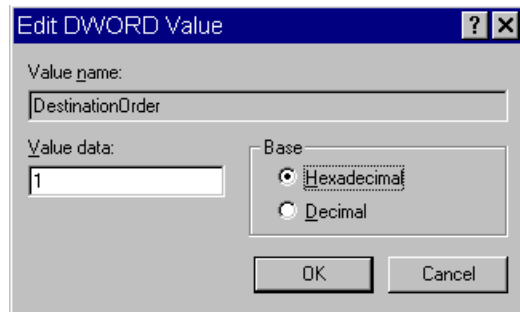 Edit DWORD Value
? ×
Value name:
DestinationOrder
Value data:
1
Base
Hexadecimal
Decimal
OK
Cancel